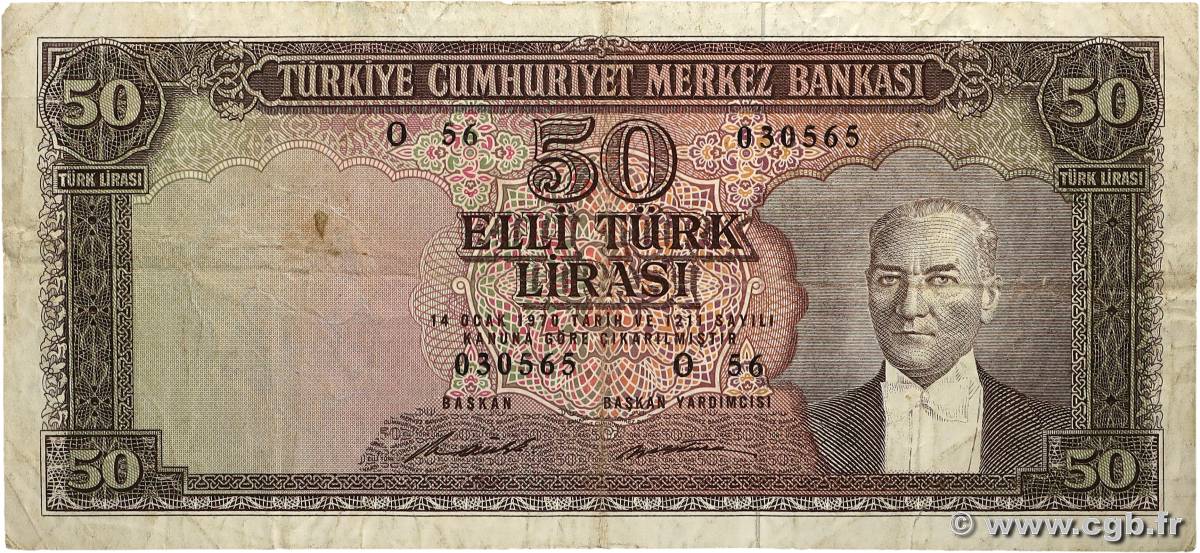 TÜRKİYE CUMHURİYET MERKEZ BANKASI
50
50
O 56
50
030565
TÜRK LİRASI
TÜRK LİRASI
ELLİ TÜRK
LİRASI
14 OCAK 1970 TARİH VE 1211 SAYILI
KANUNA GÖRE ÇIKARILMIŞTIR
030565 O 56
BAŞKAN BAŞKAN YARDIMCISI
50
50
© www.cgb.fr